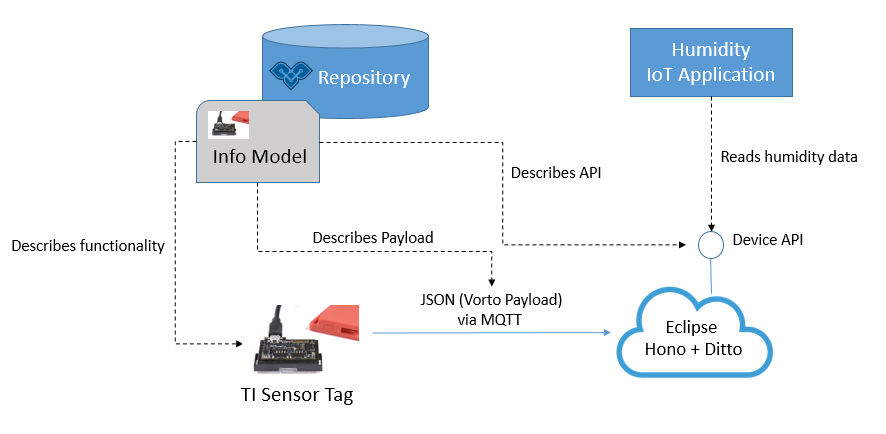 Repository
Humidity
IoT Application
Info Model
Describes API
Reads humidity data
Describes functionality
Describes Payload
Device API
JSON (Vorto Payload)
via MQTT
Eclipse
Hono + Ditto
TI Sensor Tag